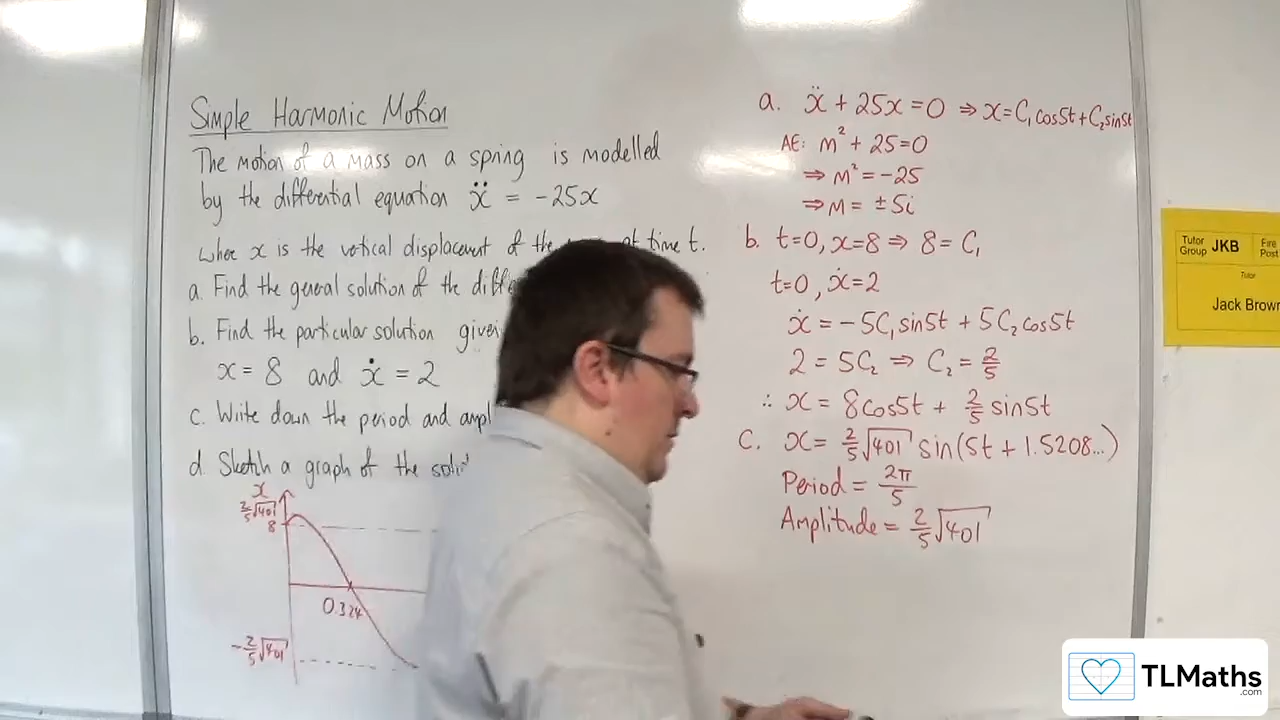 Simple Harmonic Motion
The motion of a mass on a spring is modelled
by the differential equation ẍ = -25x
where x is the vertical displacement of the at time t.
a. Find the general solution of the
b. Find the particular solution given
x = 8 and ẋ = 2
c. Write down the period and
d. Sketch a graph of the
x
2/5√401
8
0.324
-2/5√401
a. ẍ + 25x = 0 ⇒ x = C₁cos5t + C₂sin5t
AE: m² + 25 = 0
⇒ m² = -25
⇒ m = ±5i
b. t=0, x=8 ⇒ 8 = C₁
t=0, ẋ=2
ẋ = -5C₁sin5t + 5C₂cos5t
2 = 5C₂ ⇒ C₂ = 2/5
∴ x = 8cos5t + 2/5 sin5t
c. x = 2/5√401 sin(5t + 1.5208...)
Period = 2π/5
Amplitude = 2/5√401
Tutor Group JKB
Fire
Post
Tutor
Jack Brown
TLMaths
.com